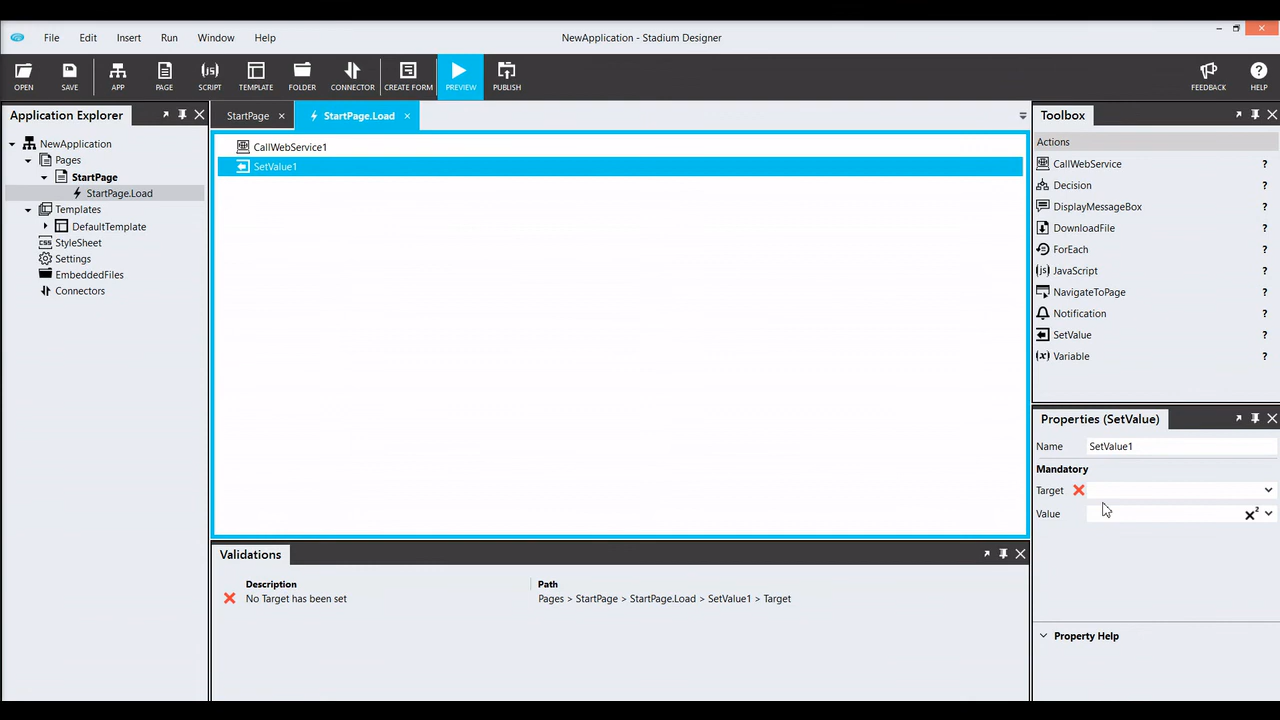 File Edit Insert Run Window Help
NewApplication - Stadium Designer
OPEN SAVE APP PAGE JS SCRIPT TEMPLATE FOLDER CONNECTOR CREATE FORM PREVIEW PUBLISH FEEDBACK ? HELP
Application Explorer
NewApplication
Pages
StartPage
StartPage.Load
Templates
DefaultTemplate
CSS StyleSheet
Settings
EmbeddedFiles
Connectors
StartPage StartPage.Load
CallWebService1
SetValue1
Validations
Description Path
No Target has been set Pages > StartPage > StartPage.Load > SetValue1 > Target
Toolbox
Actions
CallWebService ?
Decision ?
DisplayMessageBox ?
DownloadFile ?
ForEach ?
(js) JavaScript ?
NavigateToPage ?
Notification ?
SetValue ?
(x) Variable ?
Properties (SetValue)
Name SetValue1
Mandatory
Target
Value x²
Property Help